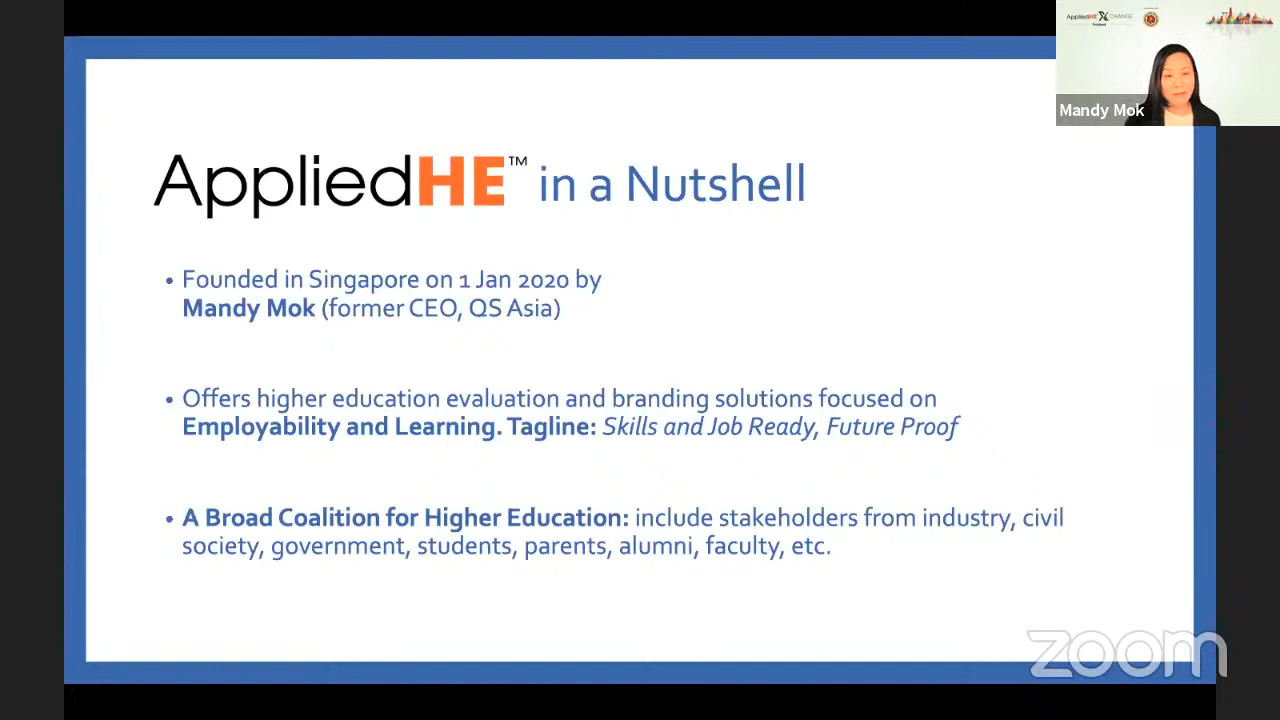 AppliedHE XCHANGE
Mandy Mok
AppliedHE™ in a Nutshell
• Founded in Singapore on 1 Jan 2020 by
Mandy Mok (former CEO, QS Asia)
• Offers higher education evaluation and branding solutions focused on
Employability and Learning. Tagline: Skills and Job Ready, Future Proof
• A Broad Coalition for Higher Education: include stakeholders from industry, civil
society, government, students, parents, alumni, faculty, etc.
zoom